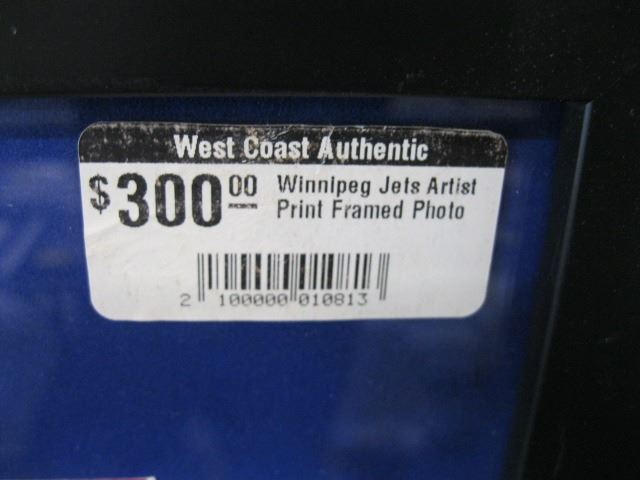 West Coast Authentic
$300.00 Winnipeg Jets Artist
Print Framed Photo
2 100000 010813